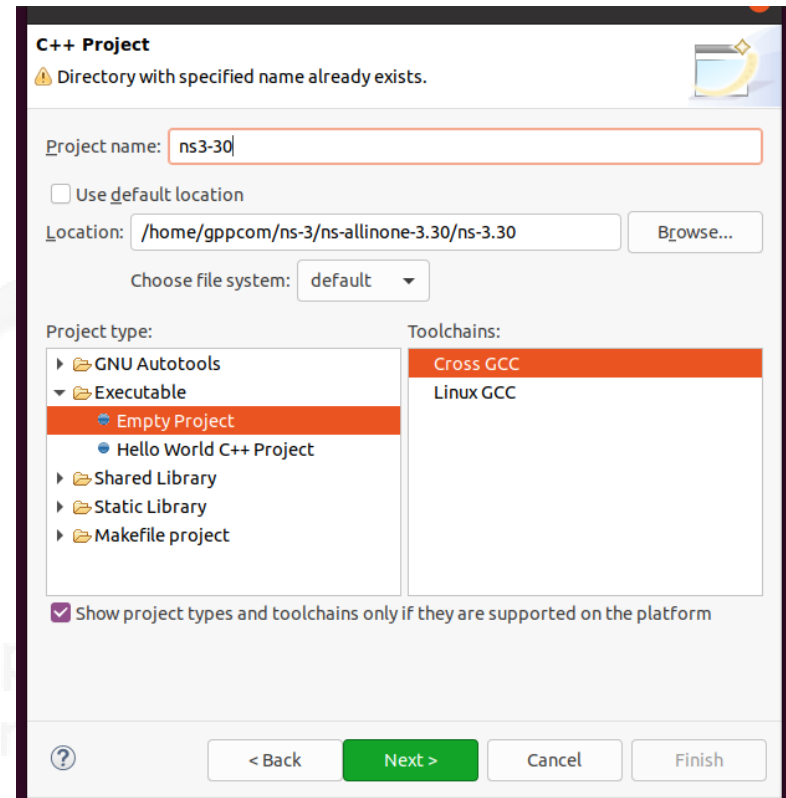 C++ Project
Directory with specified name already exists.
Project name: ns3-30
Use default location
Location: /home/gppcom/ns-3/ns-allinone-3.30/ns-3.30 Browse...
Choose file system: default
Project type: Toolchains:
GNU Autotools Cross GCC
Executable Linux GCC
Empty Project
Hello World C++ Project
Shared Library
Static Library
Makefile project
Show project types and toolchains only if they are supported on the platform
? < Back Next > Cancel Finish